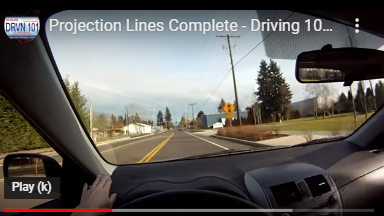 DRVN 101
Projection Lines Complete - Driving 10...
Play (k)